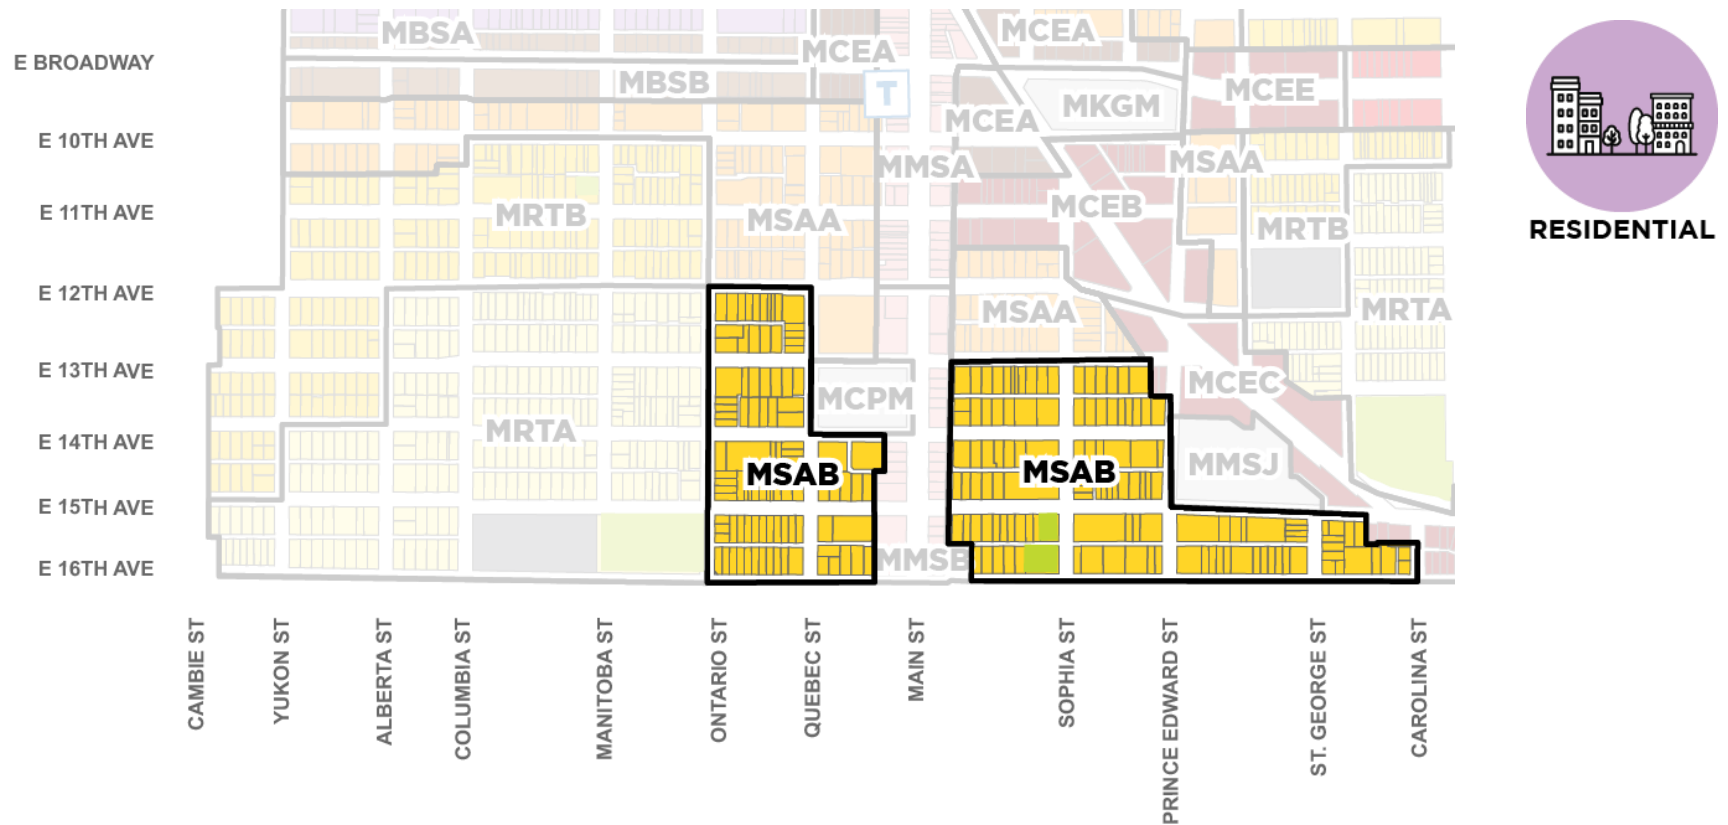 MBSA
MCEA
MCEA
E BROADWAY
MBSB
T
MCEE
MKGM
MCEA
E 10TH AVE
MMSA
MSAA
E 11TH AVE
MRTB
MSAA
MCEB
MRTB
RESIDENTIAL
E 12TH AVE
MSAA
MRTA
E 13TH AVE
MCPM
MCEC
E 14TH AVE
MRTA
MSAB
MSAB
MMSJ
E 15TH AVE
E 16TH AVE
MMSB
CAMBIE ST
YUKON ST
ALBERTA ST
COLUMBIA ST
MANITOBA ST
ONTARIO ST
QUEBEC ST
MAIN ST
SOPHIA ST
PRINCE EDWARD ST
ST. GEORGE ST
CAROLINA ST